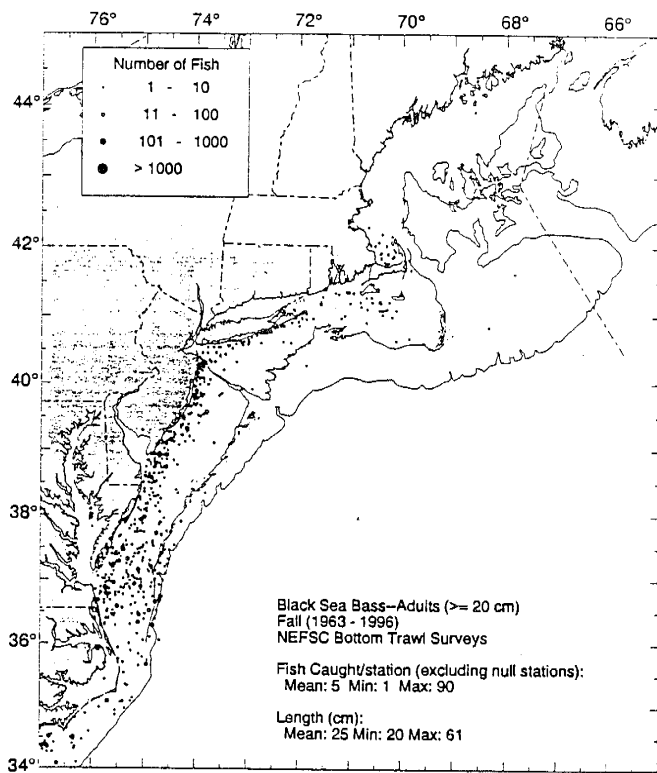 76° 74° 72° 70° 68° 66°
Number of Fish
1 - 10
11 - 100
101 - 1000
> 1000
44°
42°
40°
38°
36°
34°
Black Sea Bass--Adults (>= 20 cm)
Fall (1963 - 1996)
NEFSC Bottom Trawl Surveys
Fish Caught/station (excluding null stations):
Mean: 5 Min: 1 Max: 90
Length (cm):
Mean: 25 Min: 20 Max: 61